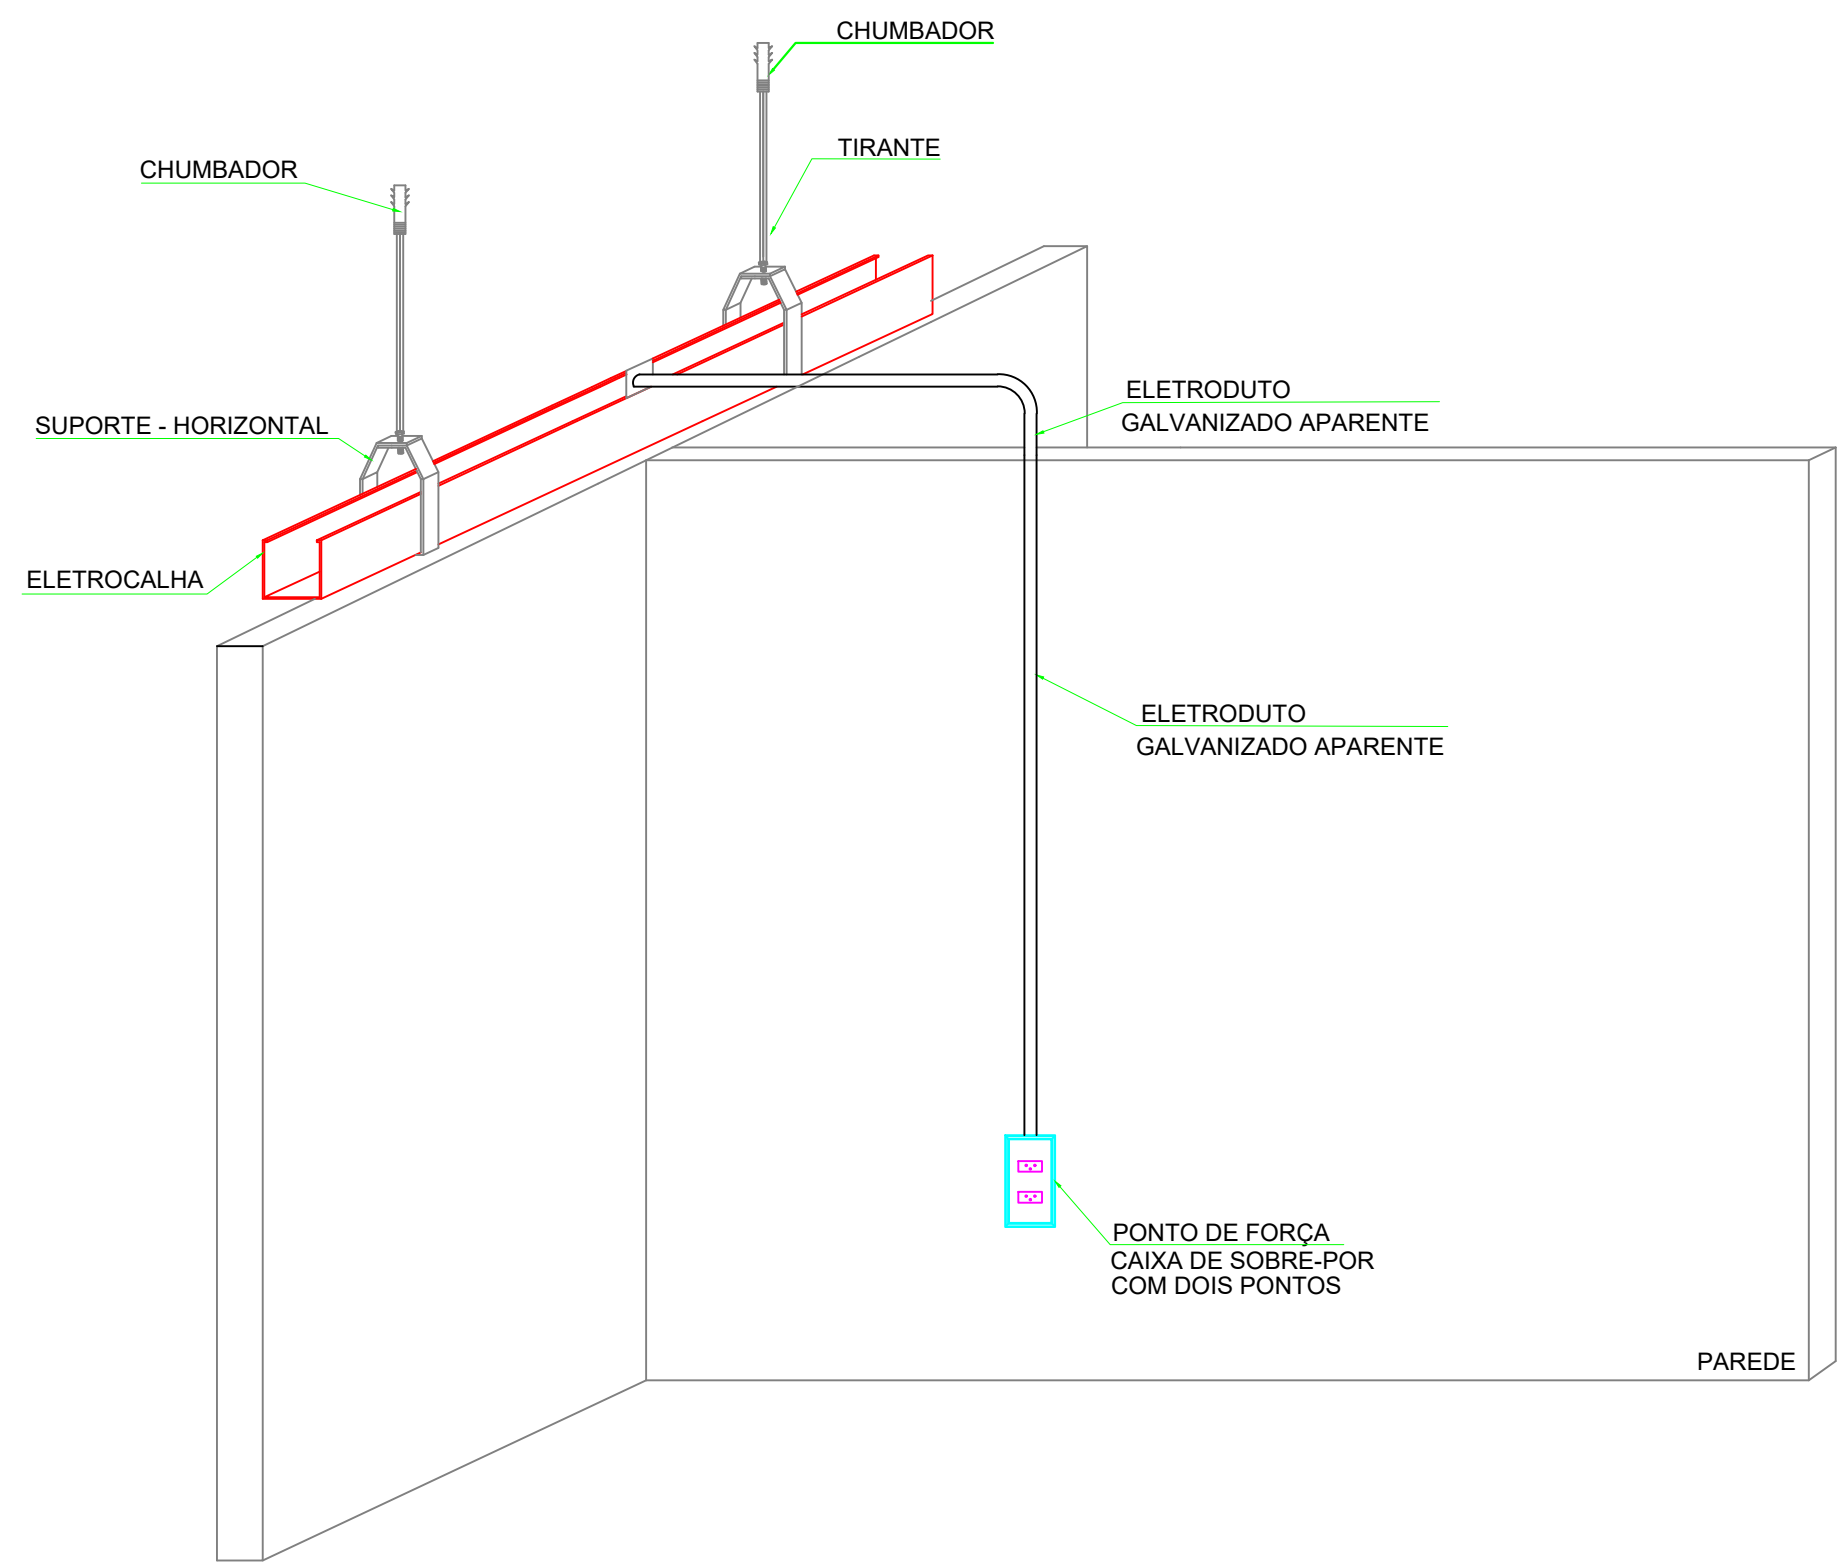 CHUMBADOR
TIRANTE
CHUMBADOR
ELETRODUTO
GALVANIZADO APARENTE
SUPORTE - HORIZONTAL
ELETROCALHA
ELETRODUTO
GALVANIZADO APARENTE
PONTO DE FORÇA
CAIXA DE SOBRE-POR
COM DOIS PONTOS
PAREDE